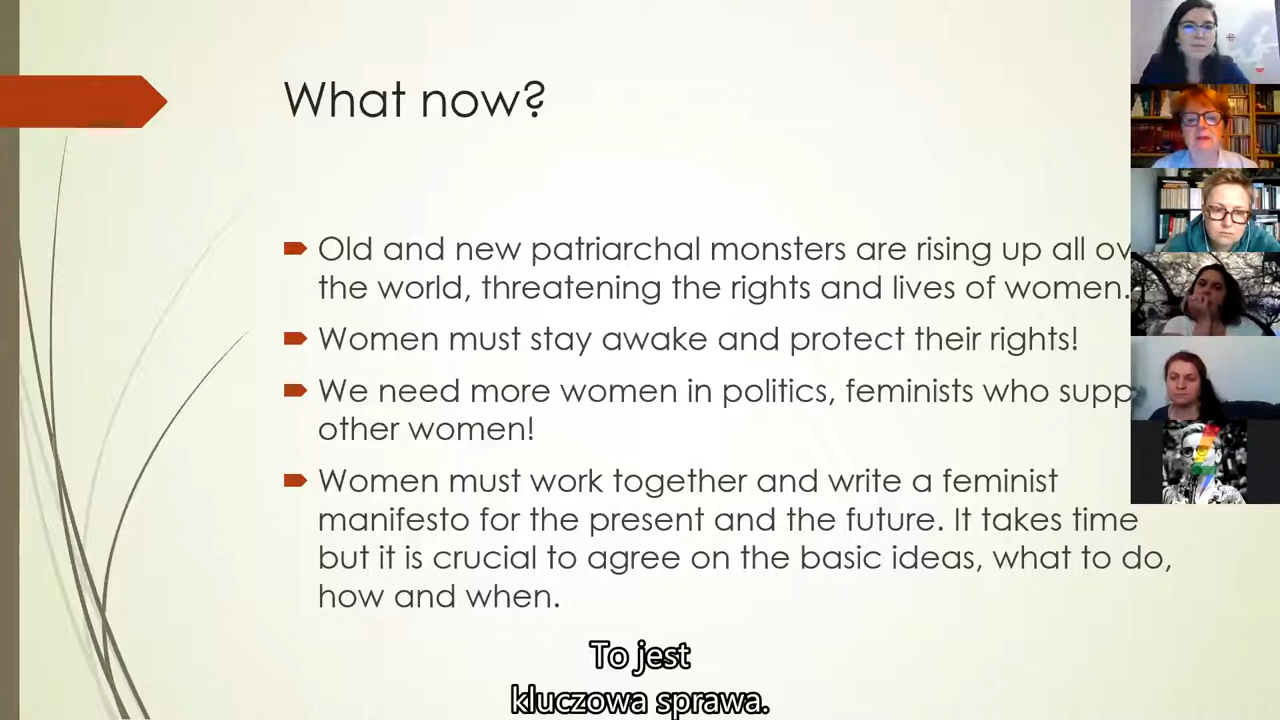 What now?
Old and new patriarchal monsters are rising up all ov
the world, threatening the rights and lives of women.
Women must stay awake and protect their rights!
We need more women in politics, feminists who supp
other women!
Women must work together and write a feminist
manifesto for the present and the future. It takes time
but it is crucial to agree on the basic ideas, what to do,
how and when.
To jest
kluczowa sprawa.